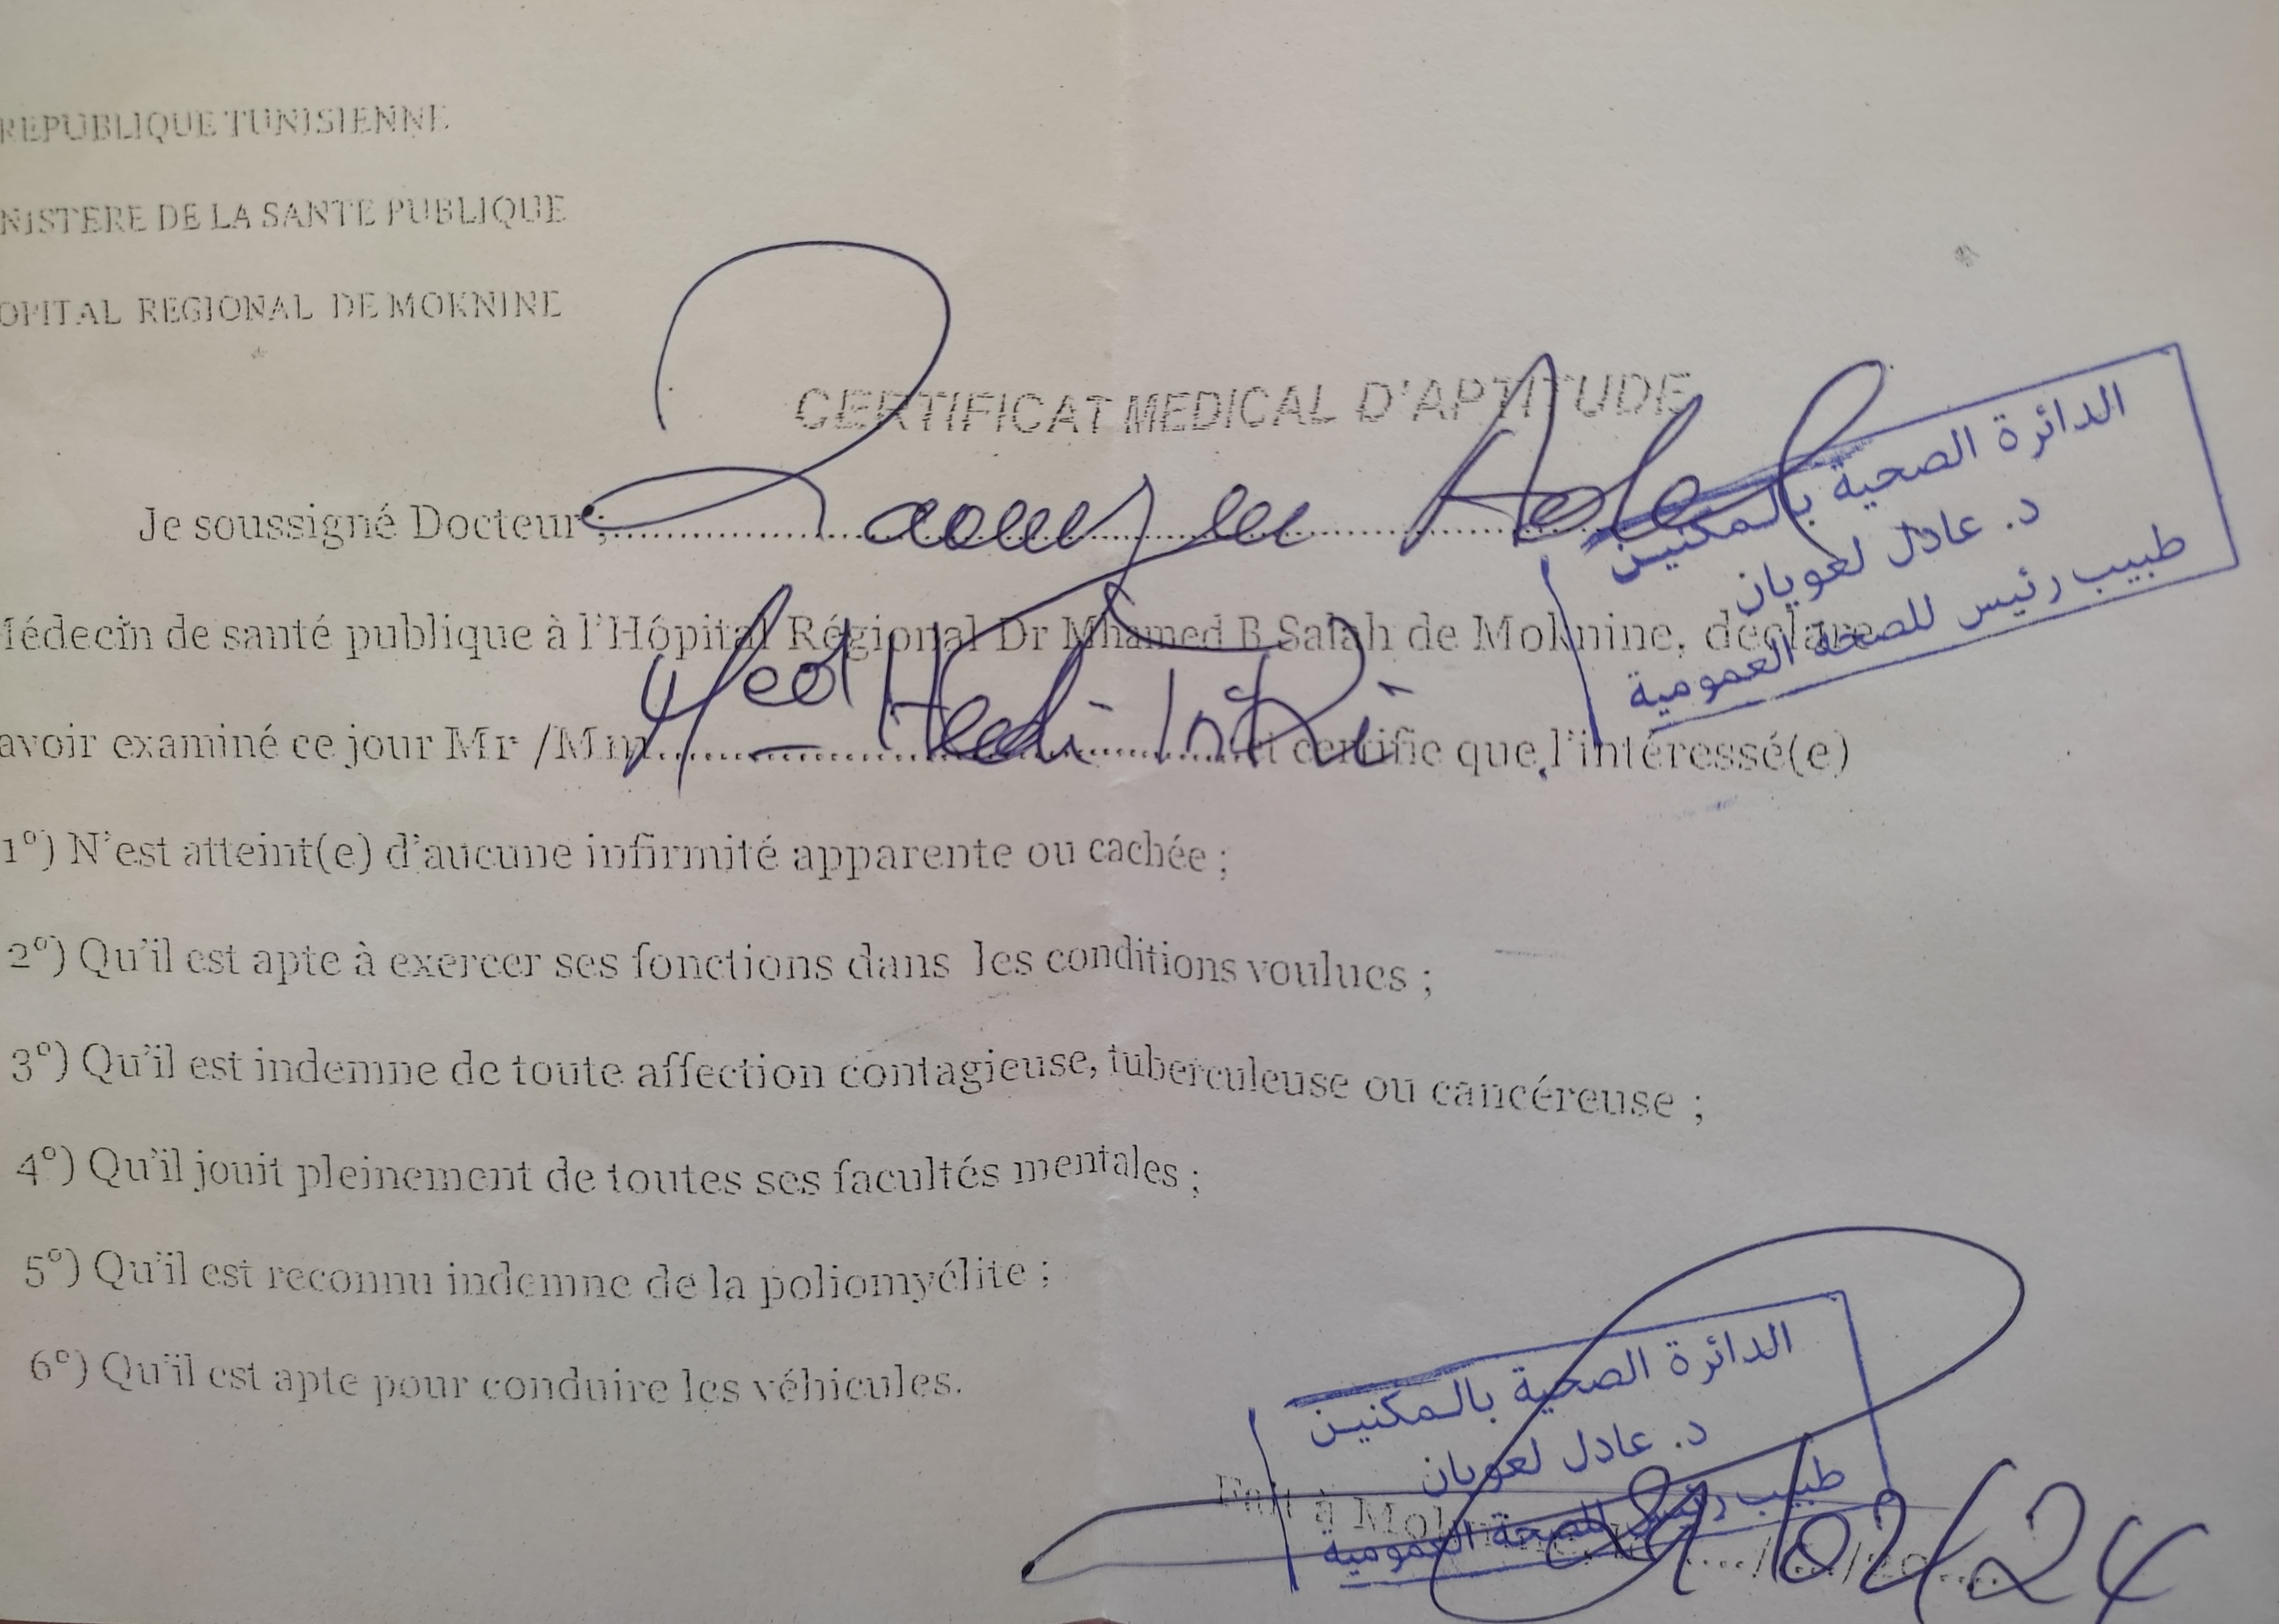 REPUBLIQUE TUNISIENNE
NISTERE DE LA SANTE PUBLIQUE
OPITAL REGIONAL DE MOKNINE
CERTIFICAT MEDICAL D'APTITUDE
Je soussigné Docteur ; Adel
Médecin de santé publique à l'Hôpital Régional Dr Mhamed B Salah de Moknine, déclare
avoir examiné ce jour Mr /Mm Med Hedi et certifie que l'intéressé(e)
الدائرة الصحية بالمكنين
د. عادل لعويان
طبيب رئيس للصحة العمومية
1°) N'est atteint(e) d'aucune infirmité apparente ou cachée ;
2°) Qu'il est apte à exercer ses fonctions dans les conditions voulues ;
3°) Qu'il est indemne de toute affection contagieuse, tuberculeuse ou cancéreuse ;
4°) Qu'il jouit pleinement de toutes ses facultés mentales ;
5°) Qu'il est reconnu indemne de la poliomyélite ;
6°) Qu'il est apte pour conduire les véhicules.
الدائرة الصحية بالمكنين
د. عادل لعويان
طبيب رئيس للصحة العمومية
Fait à Moknine /02/24